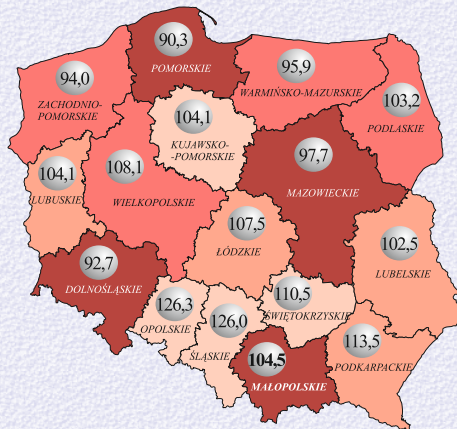 90,3
POMORSKIE
94,0
ZACHODNIO-
POMORSKIE
95,9
WARMIŃSKO-MAZURSKIE
103,2
PODLASKIE
104,1
KUJAWSKO-
-POMORSKIE
97,7
MAZOWIECKIE
104,1
LUBUSKIE
108,1
WIELKOPOLSKIE
107,5
ŁÓDZKIE
102,5
LUBELSKIE
92,7
DOLNOŚLĄSKIE
126,3
OPOLSKIE
126,0
ŚLĄSKIE
110,5
ŚWIĘTOKRZYSKIE
104,5
MAŁOPOLSKIE
113,5
PODKARPACKIE